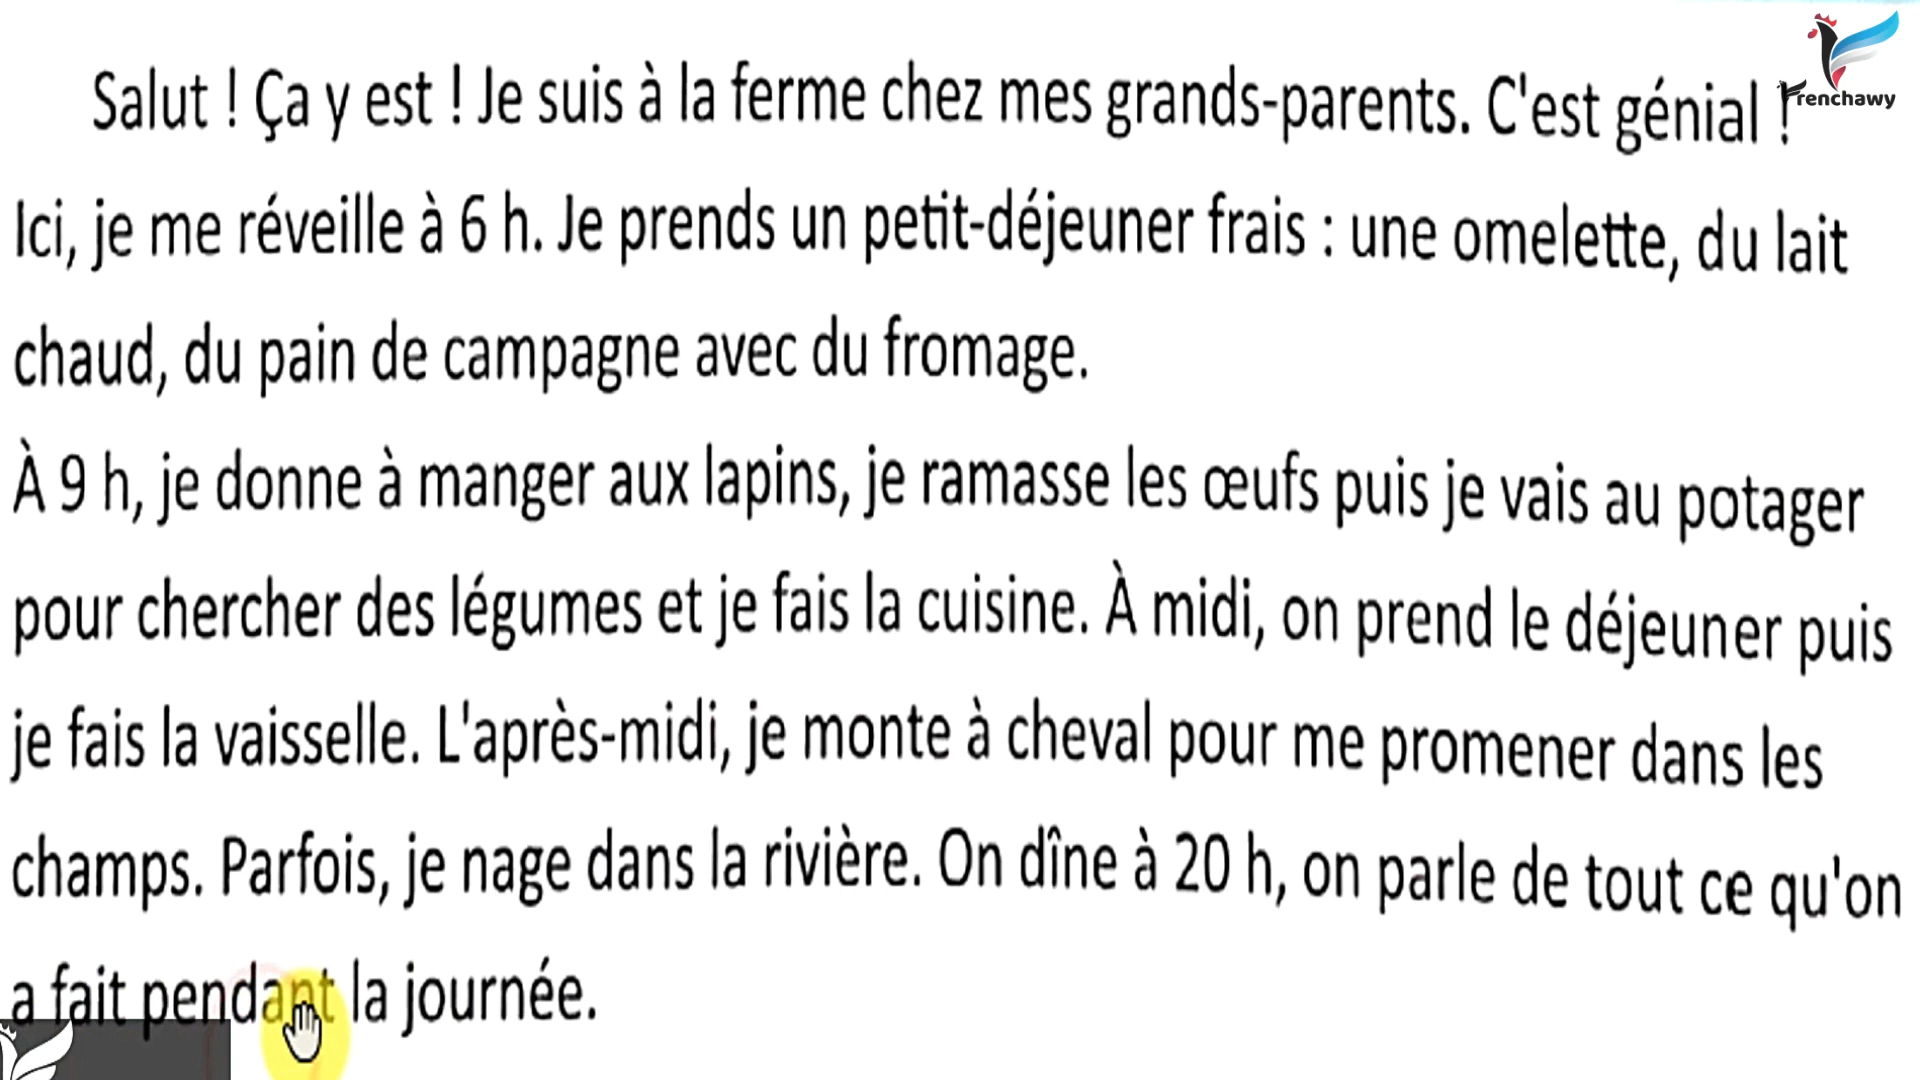 Salut ! Ça y est ! Je suis à la ferme chez mes grands-parents. C'est génial !
Frenchawy
Ici, je me réveille à 6 h. Je prends un petit-déjeuner frais : une omelette, du lait
chaud, du pain de campagne avec du fromage.
À 9 h, je donne à manger aux lapins, je ramasse les œufs puis je vais au potager
pour chercher des légumes et je fais la cuisine. À midi, on prend le déjeuner puis
je fais la vaisselle. L'après-midi, je monte à cheval pour me promener dans les
champs. Parfois, je nage dans la rivière. On dîne à 20 h, on parle de tout ce qu'on
a fait pendant la journée.